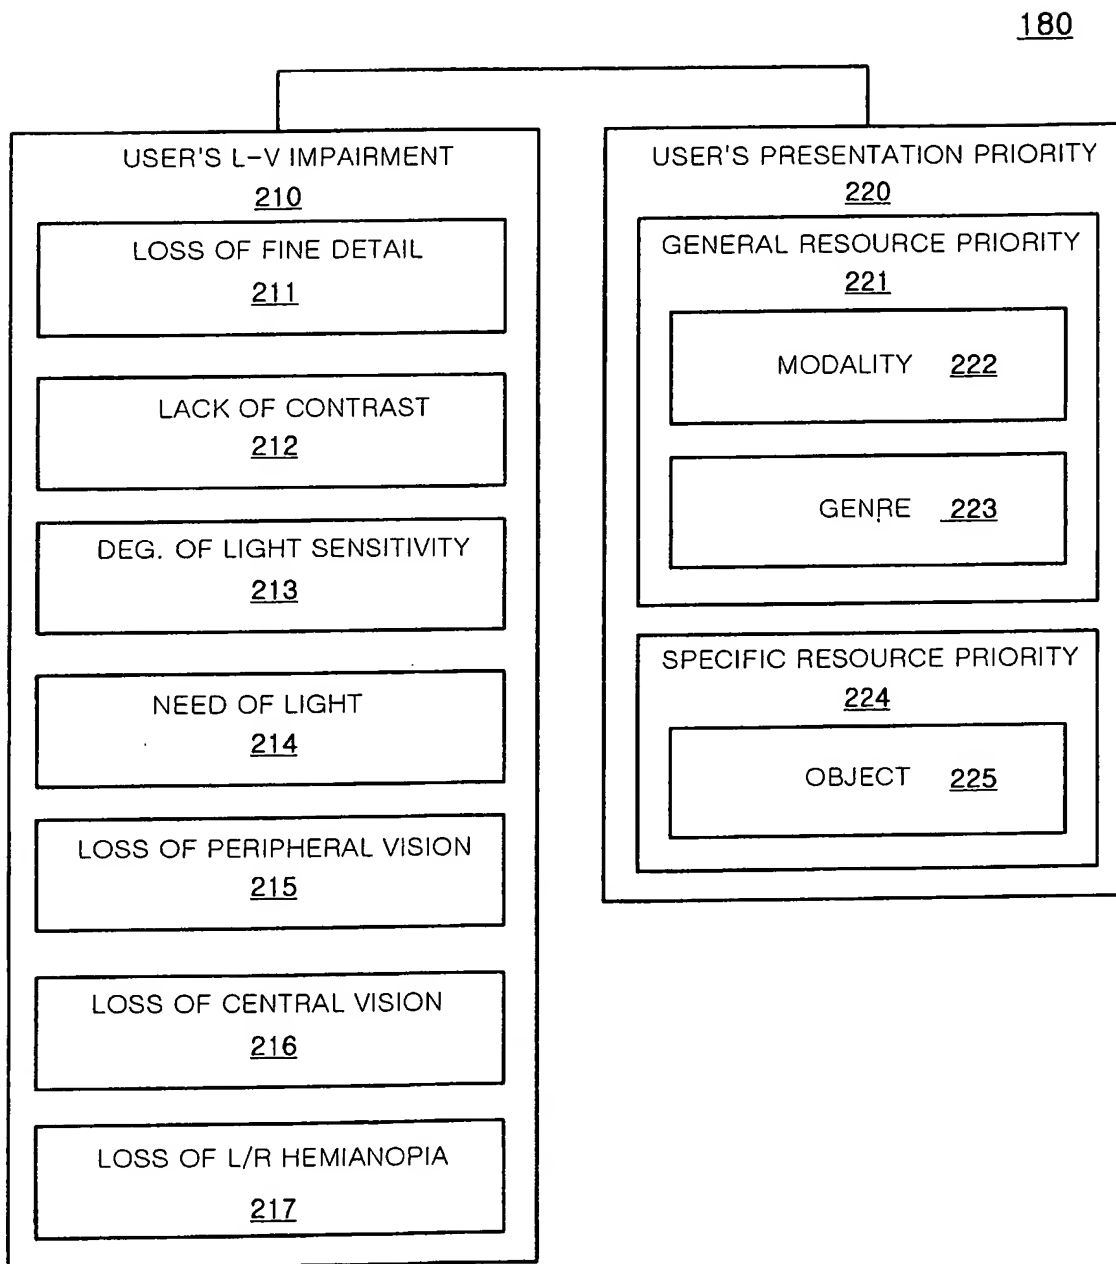 180
USER'S L-V IMPAIRMENT
210
LOSS OF FINE DETAIL
211
LACK OF CONTRAST
212
DEG. OF LIGHT SENSITIVITY
213
NEED OF LIGHT
214
LOSS OF PERIPHERAL VISION
215
LOSS OF CENTRAL VISION
216
LOSS OF L/R HEMIANOPIA
217
USER'S PRESENTATION PRIORITY
220
GENERAL RESOURCE PRIORITY
221
MODALITY 222
GENRE 223
SPECIFIC RESOURCE PRIORITY
224
OBJECT 225